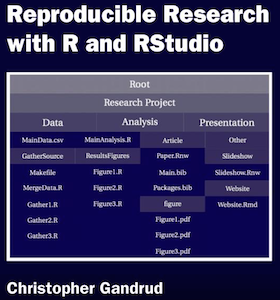 Reproducible Research
with R and RStudio
Root
Research Project
Data Analysis Presentation
MainData.csv MainAnalysis.R Article Other
GatherSource ResultsFigures Paper.Rnw Slideshow
Makefile Figure1.R Main.bib Slideshow.Rnw
MergeData.R Figure2.R Packages.bib Website
Gather1.R Figure3.R figure Website.Rmd
Gather2.R Figure1.pdf
Gather3.R Figure2.pdf
Figure3.pdf
Christopher Gandrud